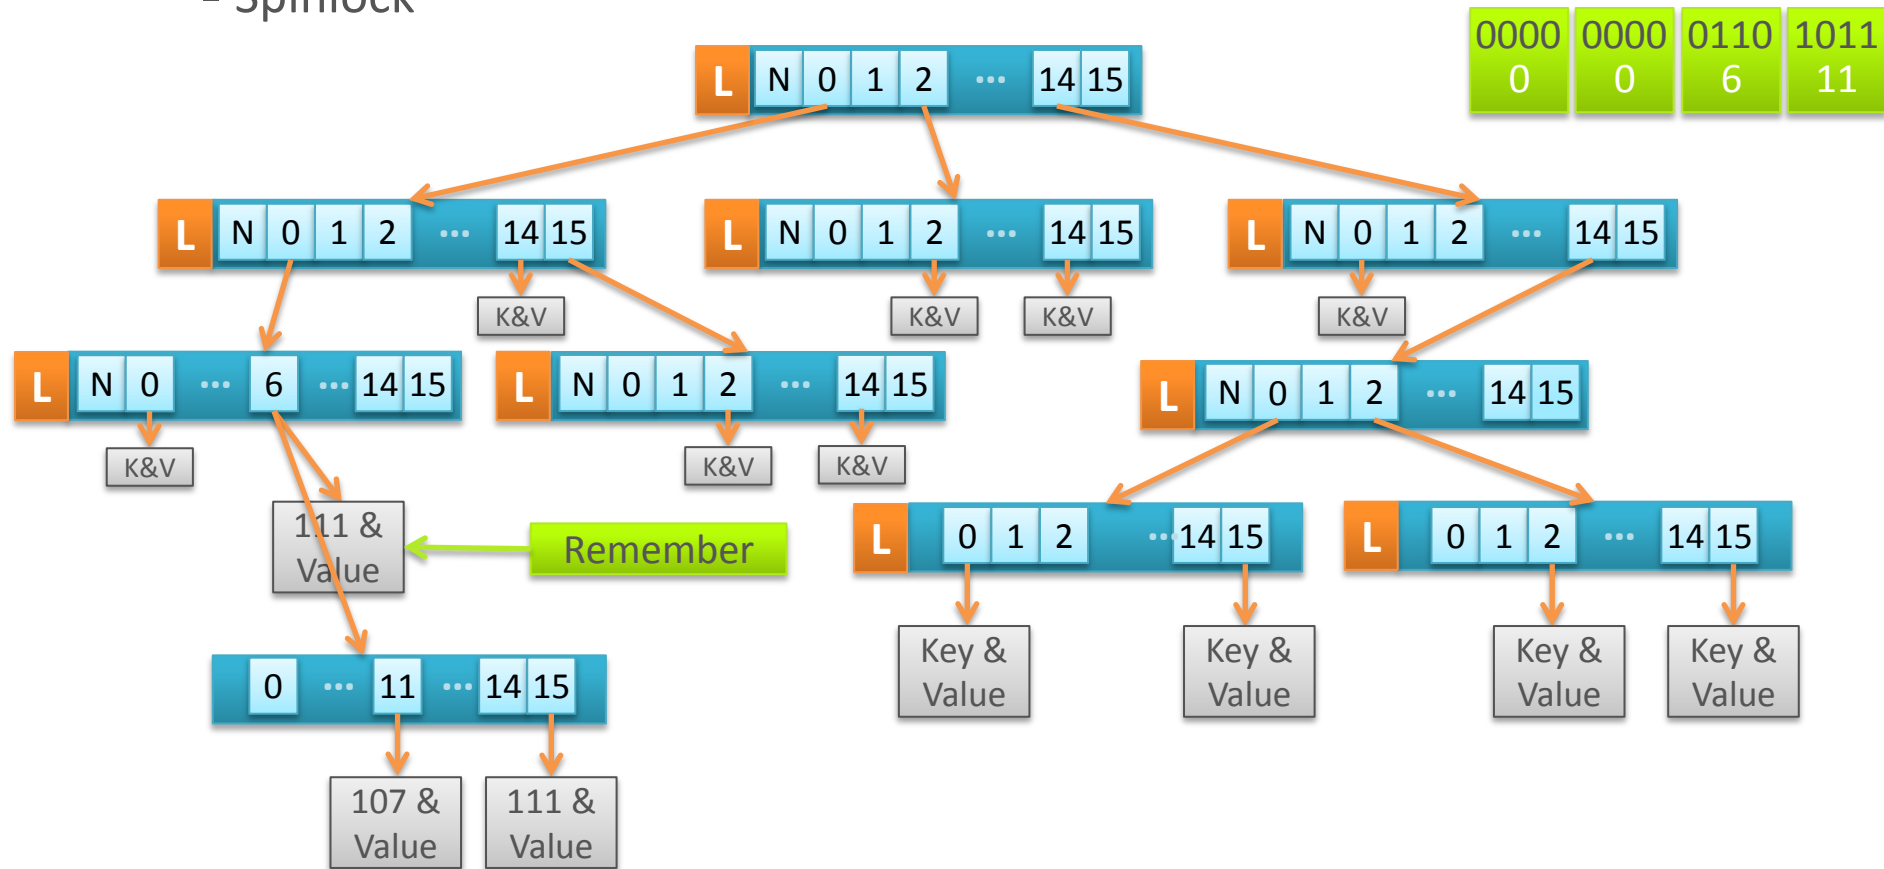 - Spinlock
0000 0000 0110 1011
0 0 6 11
L N 0 1 2 ... 14 15
L N 0 1 2 ... 14 15
L N 0 1 2 ... 14 15
L N 0 1 2 ... 14 15
K&V
K&V
K&V
K&V
L N 0 ... 6 ... 14 15
L N 0 1 2 ... 14 15
L N 0 1 2 ... 14 15
K&V
K&V
K&V
111 &
Value
Remember
L 0 1 2 ... 14 15
L 0 1 2 ... 14 15
Key &
Value
Key &
Value
Key &
Value
Key &
Value
0 ... 11 ... 14 15
107 &
Value
111 &
Value